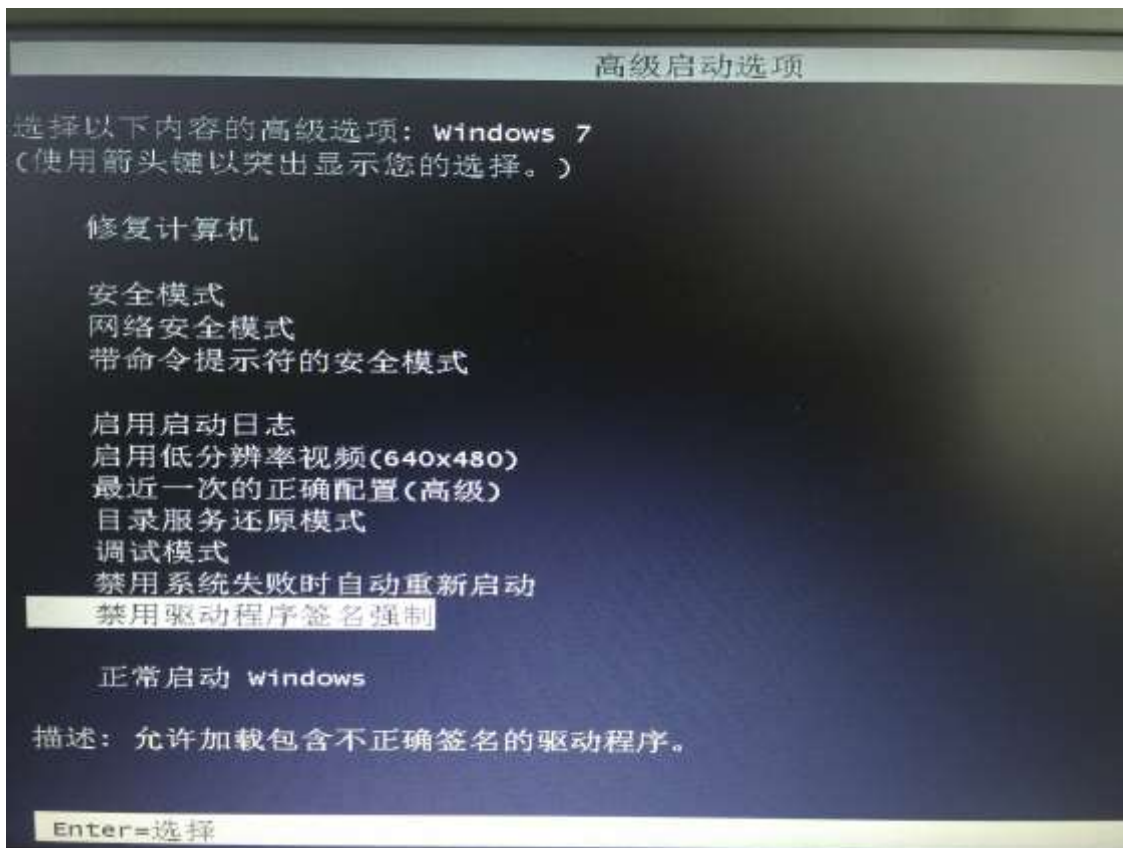 高级启动选项
选择以下内容的高级选项: Windows 7
(使用箭头键以突出显示您的选择。)
修复计算机
安全模式
网络安全模式
带命令提示符的安全模式
启用启动日志
启用低分辨率视频(640x480)
最近一次的正确配置(高级)
目录服务还原模式
调试模式
禁用系统失败时自动重新启动
禁用驱动程序签名强制
正常启动 Windows
描述: 允许加载包含不正确签名的驱动程序。
Enter=选择